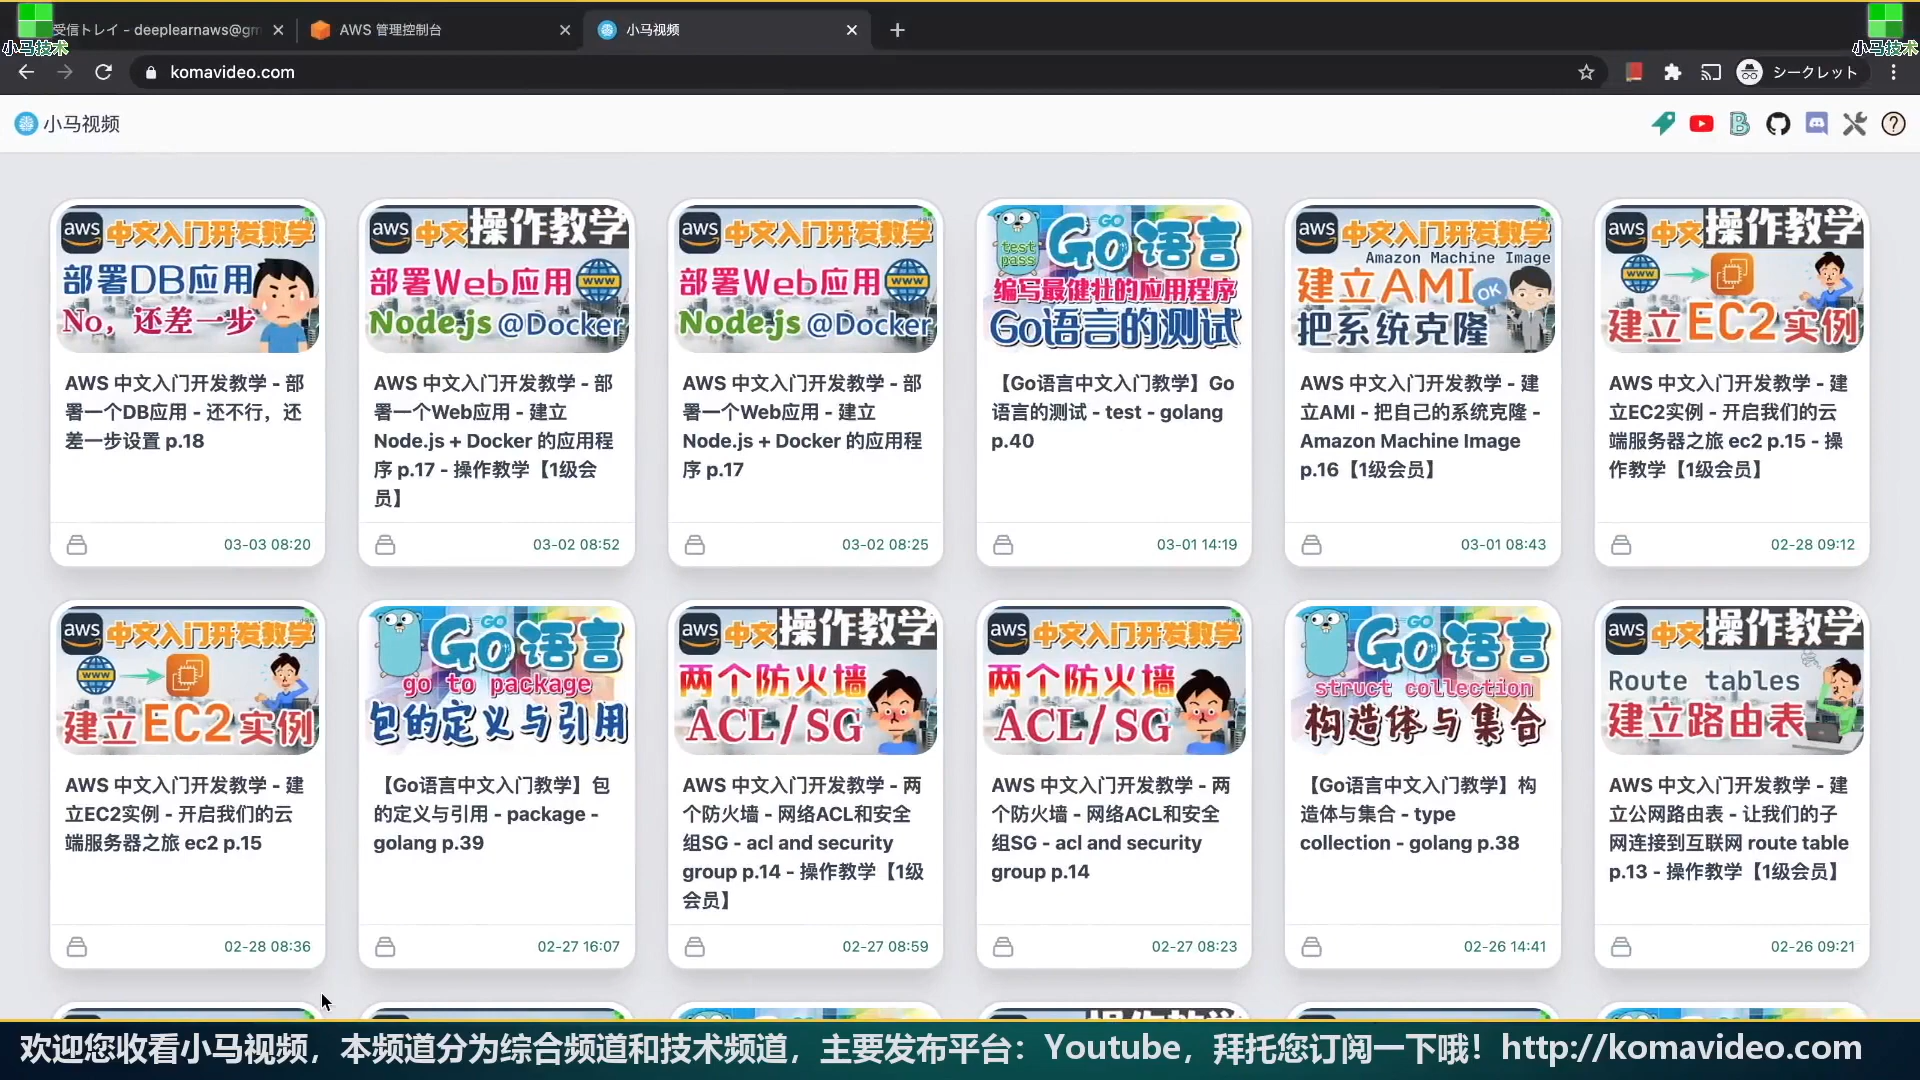 受信トレイ - deeplearnaws@gm
AWS 管理控制台
小马视频
小马技术
小马技术
komavideo.com
シークレット
小马视频
aws 中文入门开发教学
部署DB应用
No，还差一步
AWS 中文入门开发教学 - 部
署一个DB应用 - 还不行，还
差一步设置 p.18
03-03 08:20
aws 中文操作教学
部署Web应用 WWW
Node.js @Docker
AWS 中文入门开发教学 - 部
署一个Web应用 - 建立
Node.js + Docker 的应用程
序 p.17 - 操作教学【1级会
员】
03-02 08:52
aws 中文入门开发教学
部署Web应用 WWW
Node.js @Docker
AWS 中文入门开发教学 - 部
署一个Web应用 - 建立
Node.js + Docker 的应用程
序 p.17
03-02 08:25
GO
test
pass
Go语言
编写最健壮的应用程序
Go语言的测试
【Go语言中文入门教学】Go
语言的测试 - test - golang
p.40
03-01 14:19
aws 中文入门开发教学
Amazon Machine Image
建立AMI OK
把系统克隆
AWS 中文入门开发教学 - 建
立AMI - 把自己的系统克隆 -
Amazon Machine Image
p.16【1级会员】
03-01 08:43
aws 中文操作教学
WWW
建立EC2实例
AWS 中文入门开发教学 - 建
立EC2实例 - 开启我们的云
端服务器之旅 ec2 p.15 - 操
作教学【1级会员】
02-28 09:12
aws 中文入门开发教学
WWW
建立EC2实例
AWS 中文入门开发教学 - 建
立EC2实例 - 开启我们的云
端服务器之旅 ec2 p.15
02-28 08:36
GO
Go语言
go to package
包的定义与引用
【Go语言中文入门教学】包
的定义与引用 - package -
golang p.39
02-27 16:07
aws 中文操作教学
两个防火墙
ACL/SG
AWS 中文入门开发教学 - 两
个防火墙 - 网络ACL和安全
组SG - acl and security
group p.14 - 操作教学【1级
会员】
02-27 08:59
aws 中文入门开发教学
两个防火墙
ACL/SG
AWS 中文入门开发教学 - 两
个防火墙 - 网络ACL和安全
组SG - acl and security
group p.14
02-27 08:23
GO
Go语言
struct collection
构造体与集合
【Go语言中文入门教学】构
造体与集合 - type
collection - golang p.38
02-26 14:41
aws 中文操作教学
Route tables
建立路由表
AWS 中文入门开发教学 - 建
立公网路由表 - 让我们的子
网连接到互联网 route table
p.13 - 操作教学【1级会员】
02-26 09:21
欢迎您收看小马视频，本频道分为综合频道和技术频道，主要发布平台：Youtube，拜托您订阅一下哦！http://komavideo.com